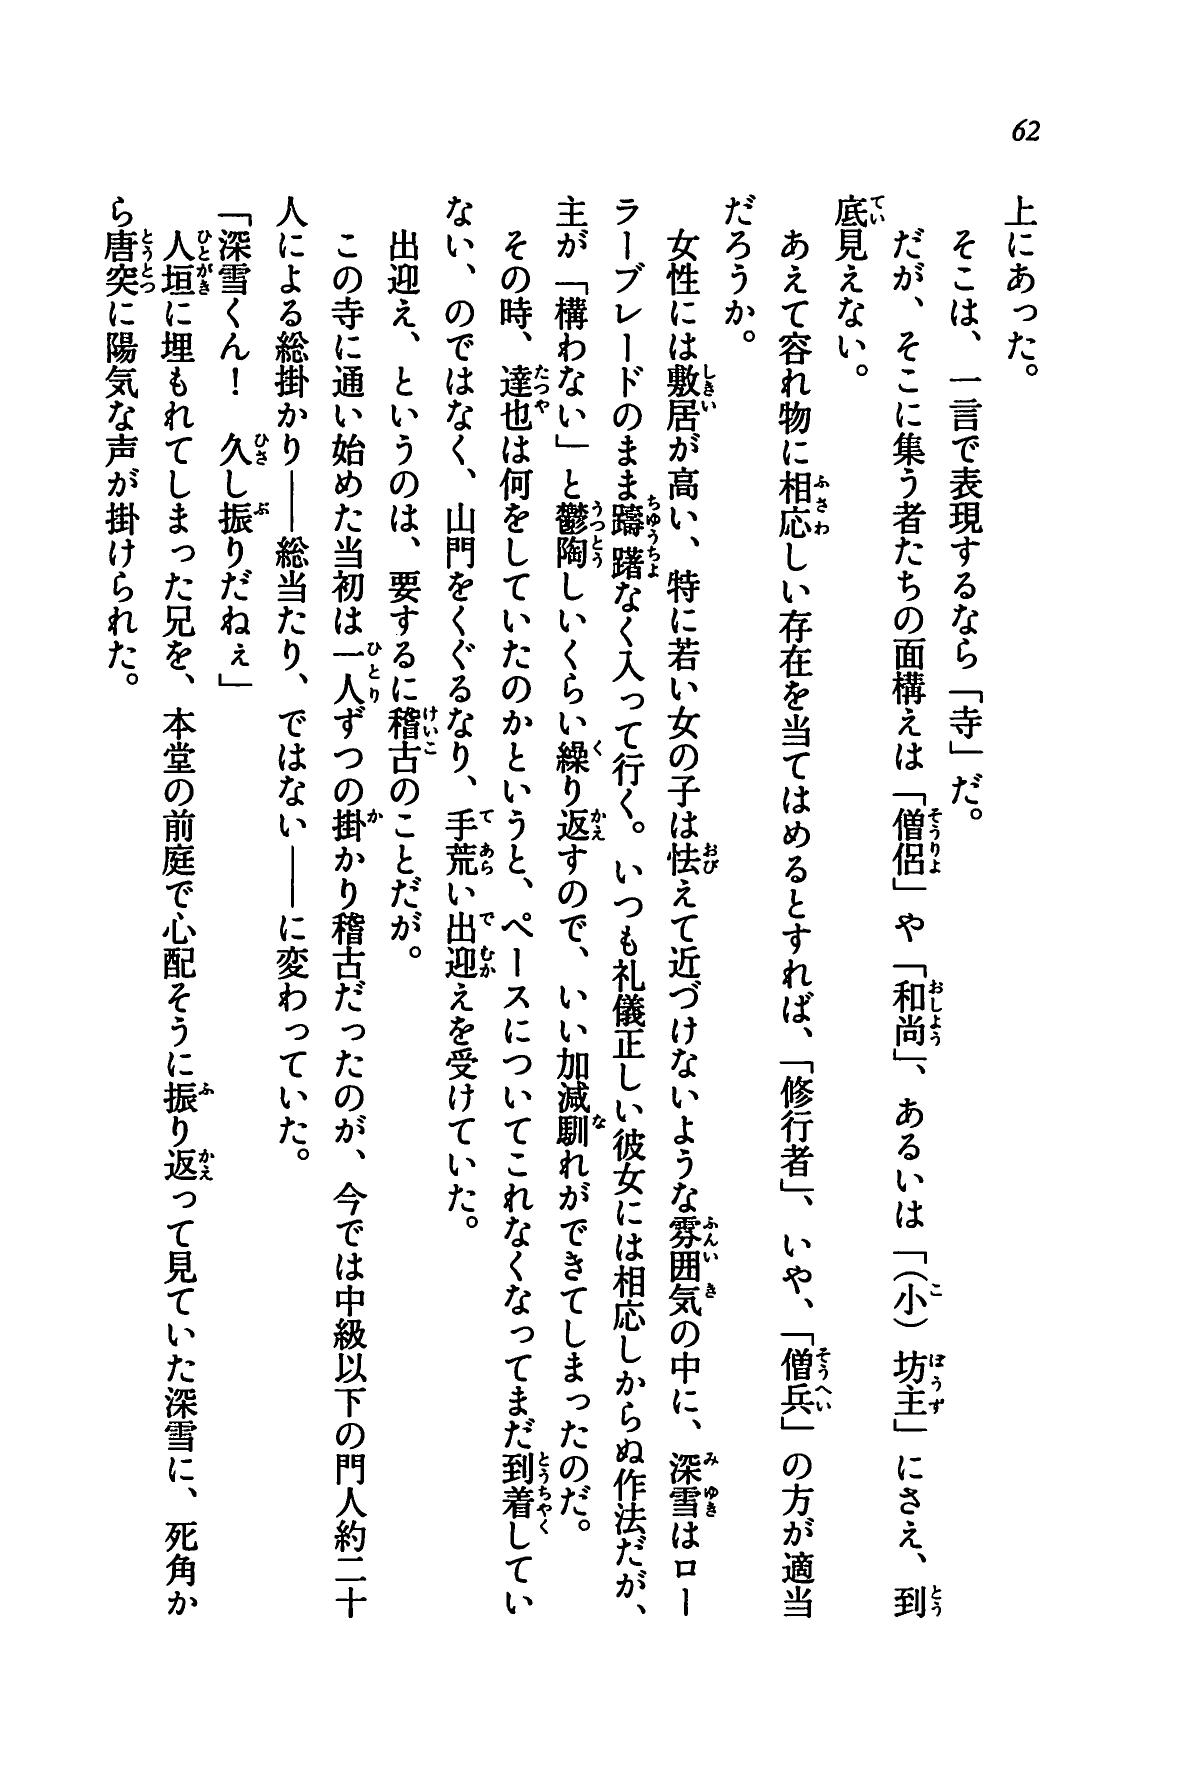 62
上にあった。
そこは、一言で表現するなら「寺」だ。
だが、そこに集う者たちの面構えは「僧侶」や「和尚」、あるいは「（小）坊主」にさえ、到
底見えない。
あえて容れ物に相応しい存在を当てはめるとすれば、「修行者」、いや、「僧兵」の方が適当
だろうか。
女性には敷居が高い、特に若い女の子は怯えて近づけないような雰囲気の中に、深雪はロー
ラーブレードのまま躊躇なく入って行く。いつも礼儀正しい彼女には相応しからぬ作法だが、
主が「構わない」と鬱陶しいくらい繰り返すので、いい加減馴れができてしまったのだ。
その時、達也は何をしていたのかというと、ペースについてこれなくなってまだ到着してい
ない、のではなく、山門をくぐるなり、手荒い出迎えを受けていた。
出迎え、というのは、要するに稽古のことだが。
この寺に通い始めた当初は一人ずつの掛かり稽古だったのが、今では中級以下の門人約二十
人による総掛かり――総当たり、ではない――に変わっていた。
「深雪くん！　久し振りだねぇ」
人垣に埋もれてしまった兄を、本堂の前庭で心配そうに振り返って見ていた深雪に、死角か
ら唐突に陽気な声が掛けられた。